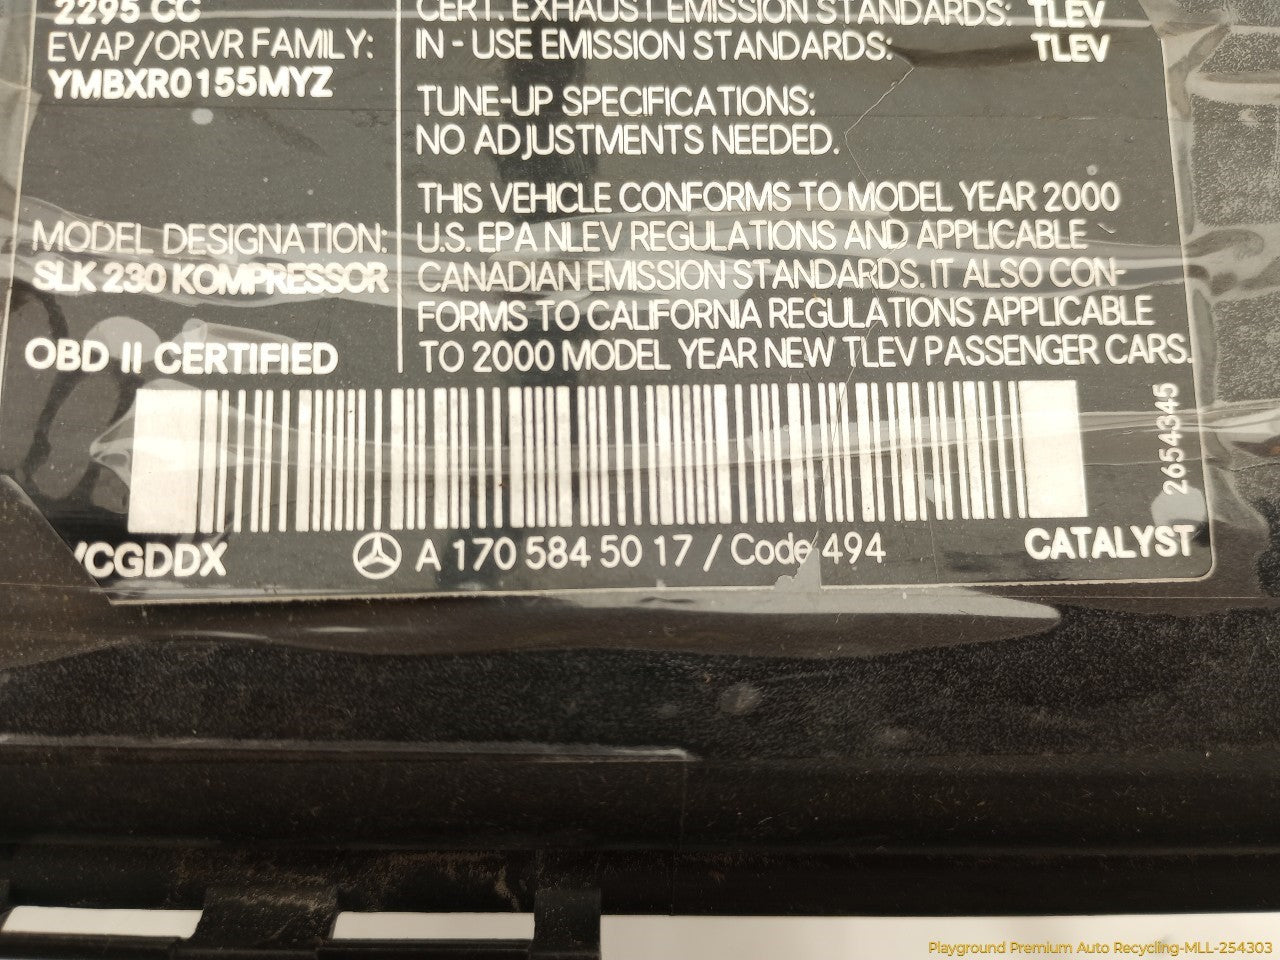 2295 CC
EVAP/ORVR FAMILY:
YMBXR0155MYZ
MODEL DESIGNATION:
SLK 230 KOMPRESSOR
OBD II CERTIFIED
CERT. EXHAUST EMISSION STANDARDS: TLEV
IN - USE EMISSION STANDARDS: TLEV
TUNE-UP SPECIFICATIONS:
NO ADJUSTMENTS NEEDED.
THIS VEHICLE CONFORMS TO MODEL YEAR 2000
U.S. EPA NLEV REGULATIONS AND APPLICABLE
CANADIAN EMISSION STANDARDS. IT ALSO CON-
FORMS TO CALIFORNIA REGULATIONS APPLICABLE
TO 2000 MODEL YEAR NEW TLEV PASSENGER CARS.
2654345
CGDDX
A 170 584 50 17 / Code 494
CATALYST
Playground Premium Auto Recycling-MLL-254303